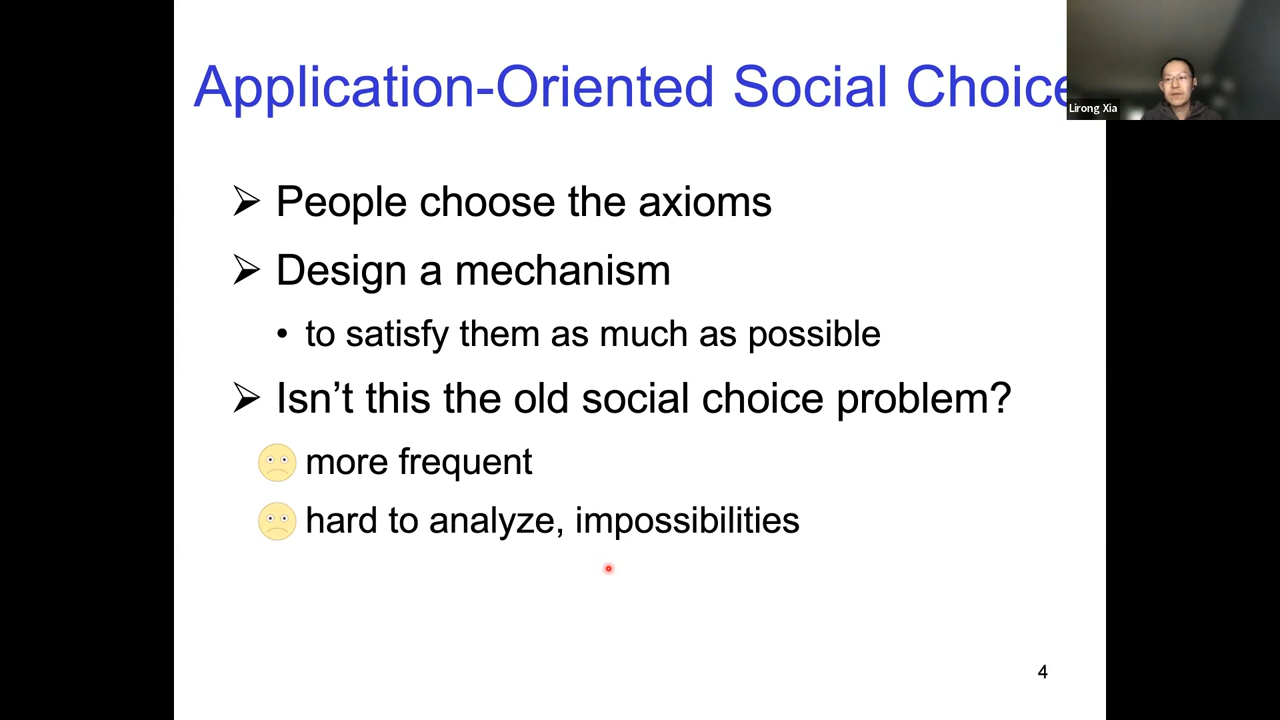 Application-Oriented Social Choice
Lirong Xia
➢ People choose the axioms
➢ Design a mechanism
• to satisfy them as much as possible
➢ Isn’t this the old social choice problem?
more frequent
hard to analyze, impossibilities
4